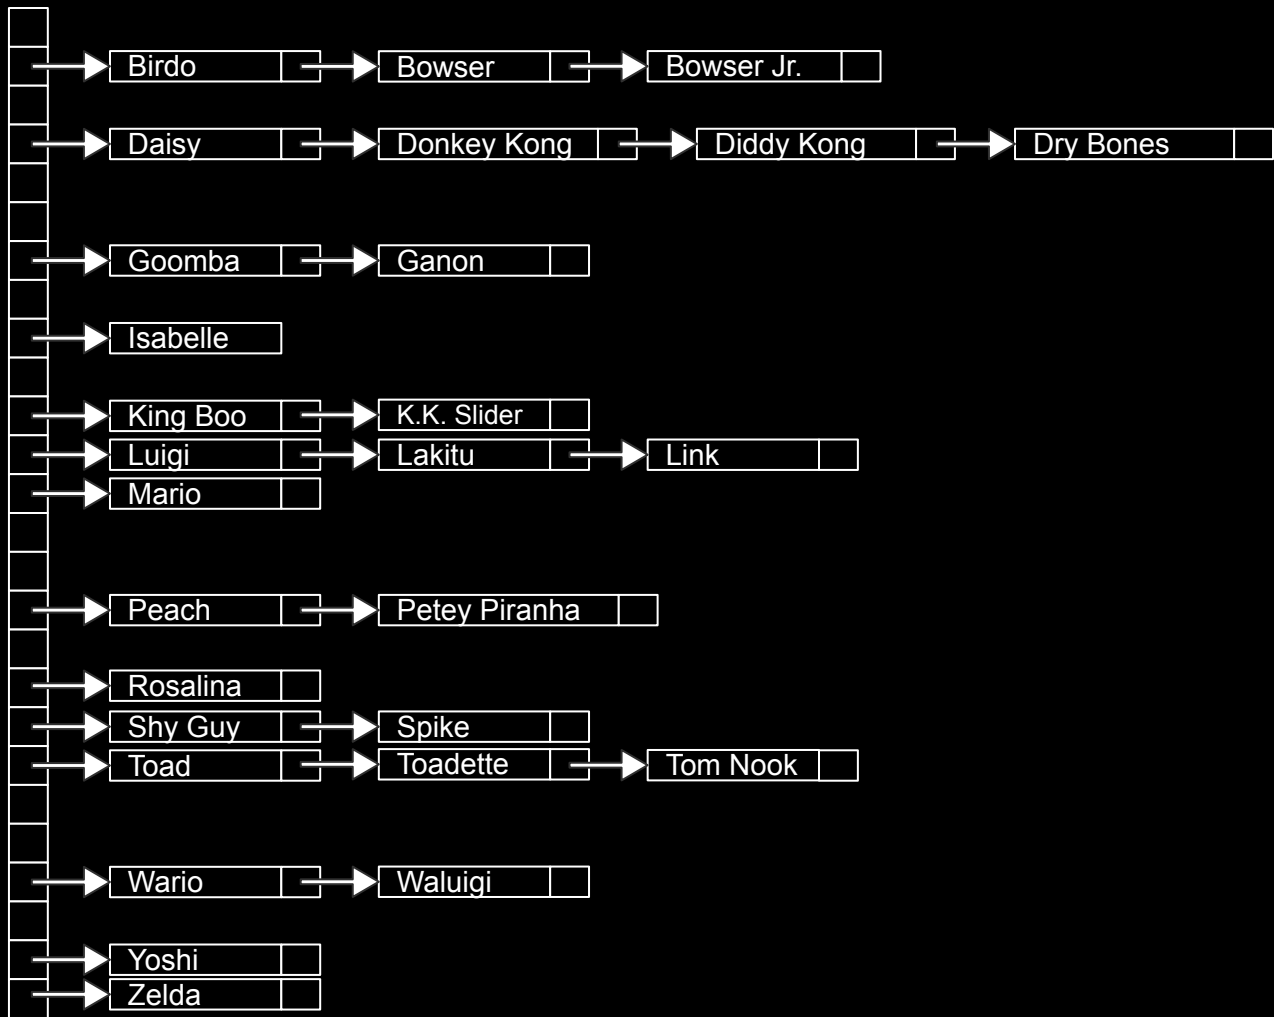 Birdo Bowser Bowser Jr.
Daisy Donkey Kong Diddy Kong Dry Bones
Goomba Ganon
Isabelle
King Boo K.K. Slider
Luigi Lakitu Link
Mario
Peach Petey Piranha
Rosalina
Shy Guy Spike
Toad Toadette Tom Nook
Wario Waluigi
Yoshi
Zelda